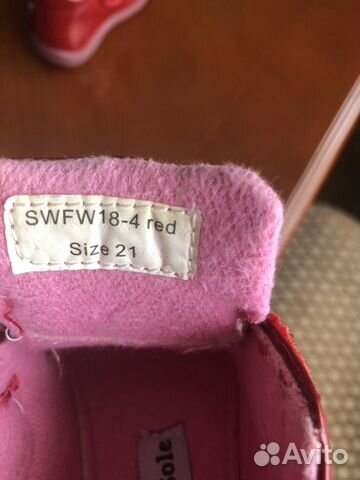 SWFW18-4 red
Size 21
sole
Avito